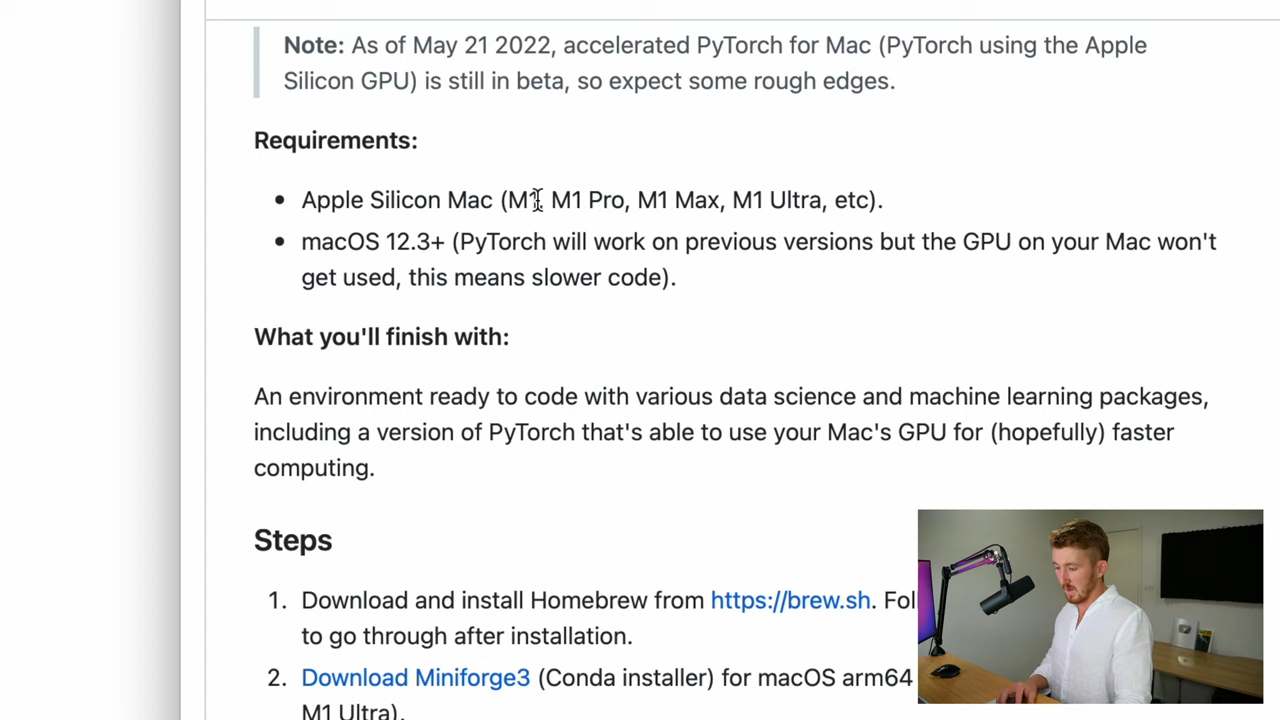 Note: As of May 21 2022, accelerated PyTorch for Mac (PyTorch using the Apple
Silicon GPU) is still in beta, so expect some rough edges.
Requirements:
• Apple Silicon Mac (M1, M1 Pro, M1 Max, M1 Ultra, etc).
• macOS 12.3+ (PyTorch will work on previous versions but the GPU on your Mac won't
get used, this means slower code).
What you'll finish with:
An environment ready to code with various data science and machine learning packages,
including a version of PyTorch that's able to use your Mac's GPU for (hopefully) faster
computing.
Steps
1. Download and install Homebrew from https://brew.sh. Fol
to go through after installation.
2. Download Miniforge3 (Conda installer) for macOS arm64
M1 Ultra).